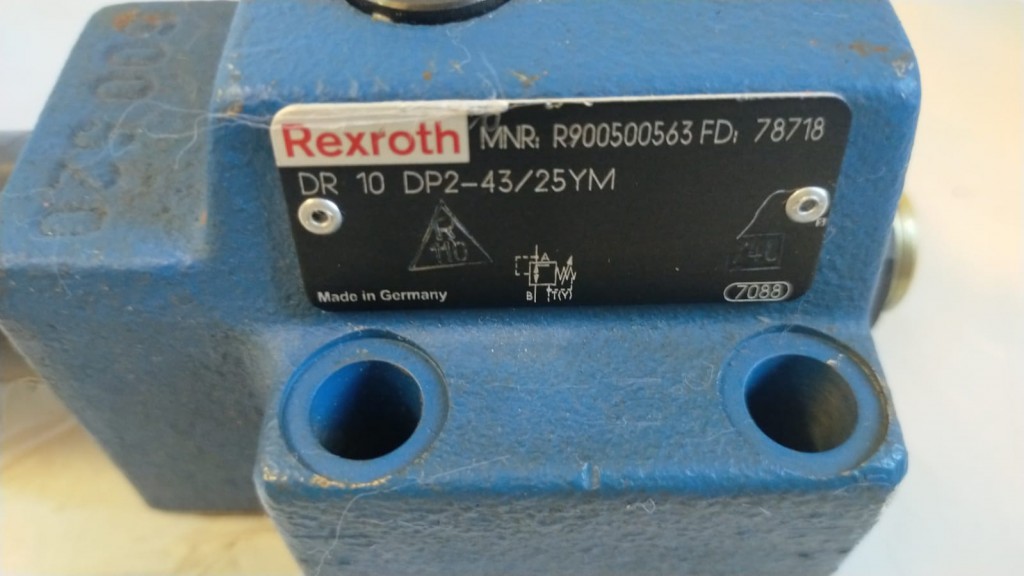 Rexroth MNR: R900500563 FD: 78718
DR 10 DP2-43/25YM
Made in Germany
B T(Y)
7088